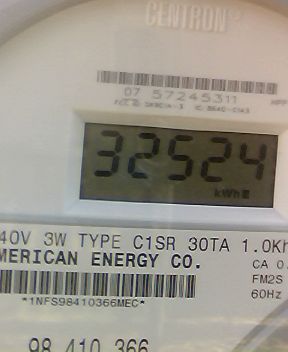 CENTRON®
07 57245311
32524
kWh
40V 3W TYPE C1SR 30TA 1.0Kh
MERICAN ENERGY CO.
CA 0.
*1NFS98410366MEC*
FM2S
60Hz
98 410 366